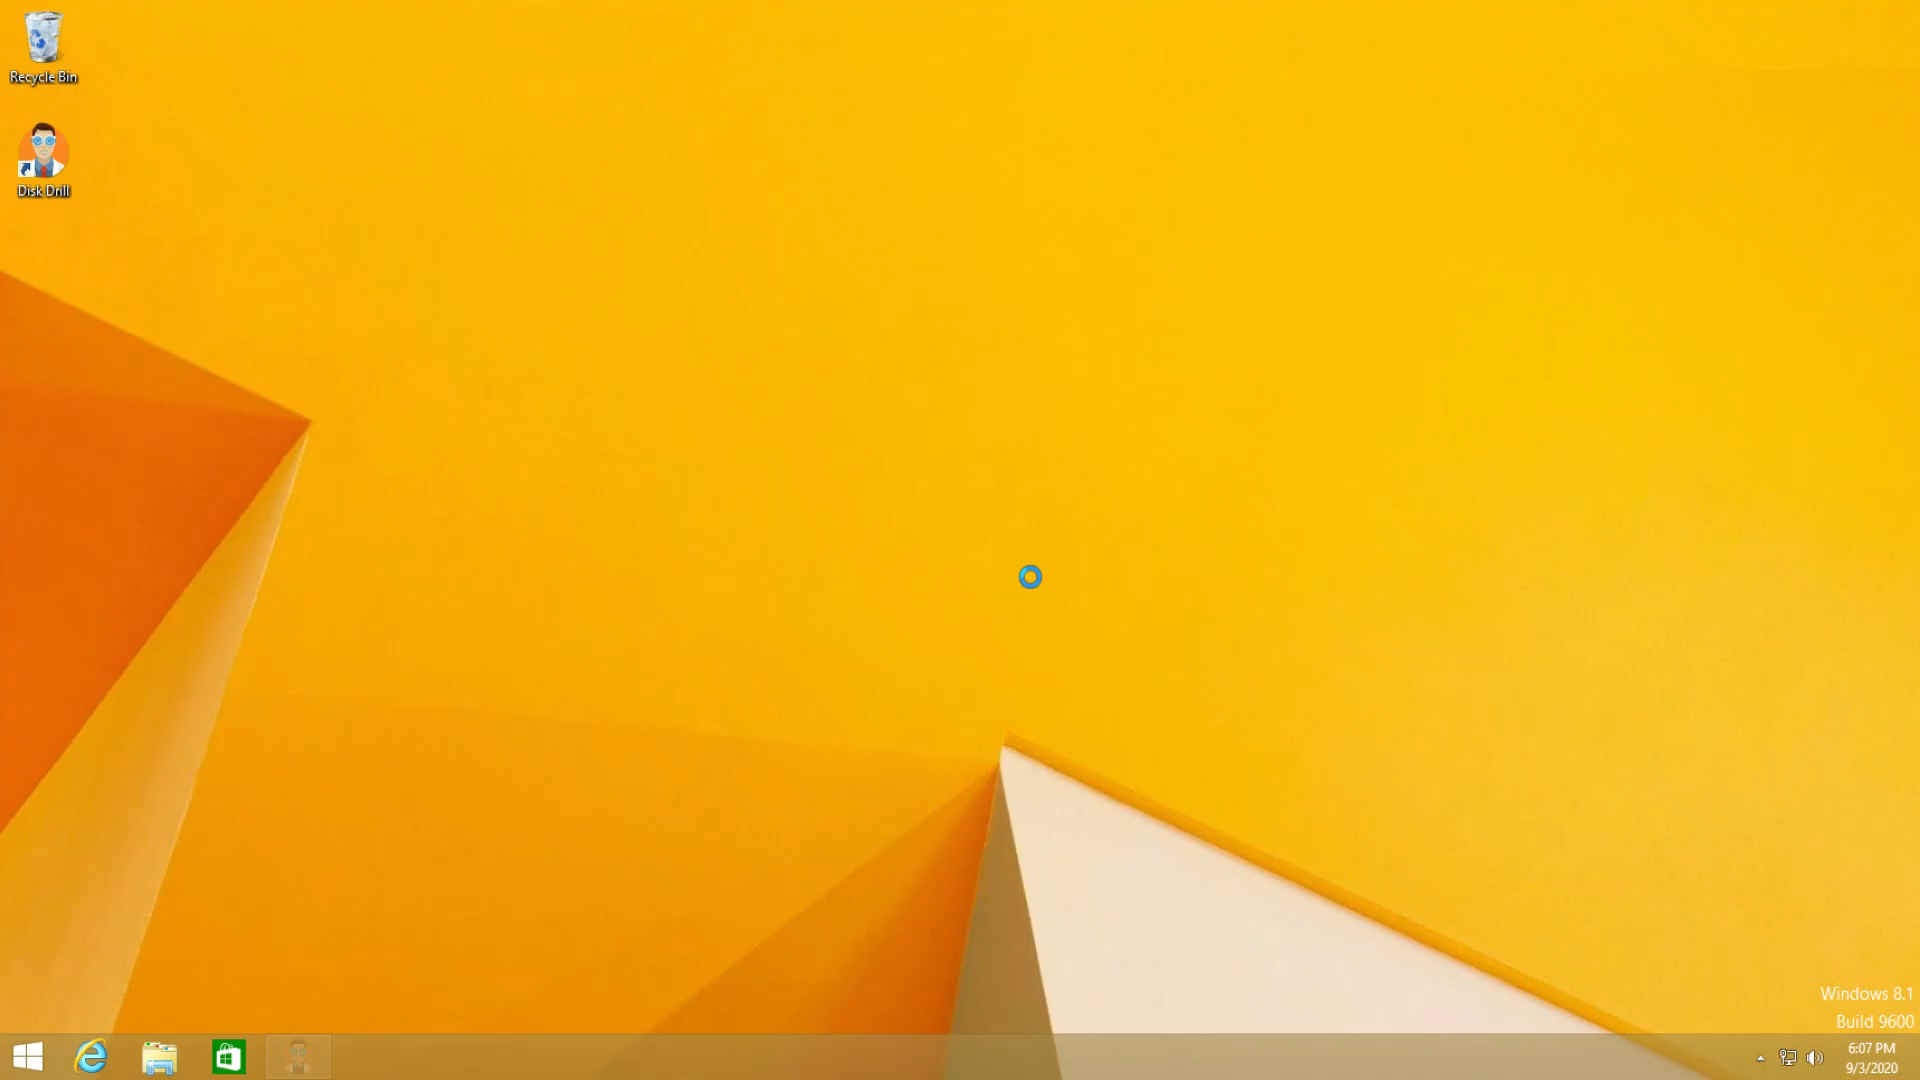 Recycle Bin
Disk Drill
Windows 8.1
Build 9600
6:07 PM
9/3/2020